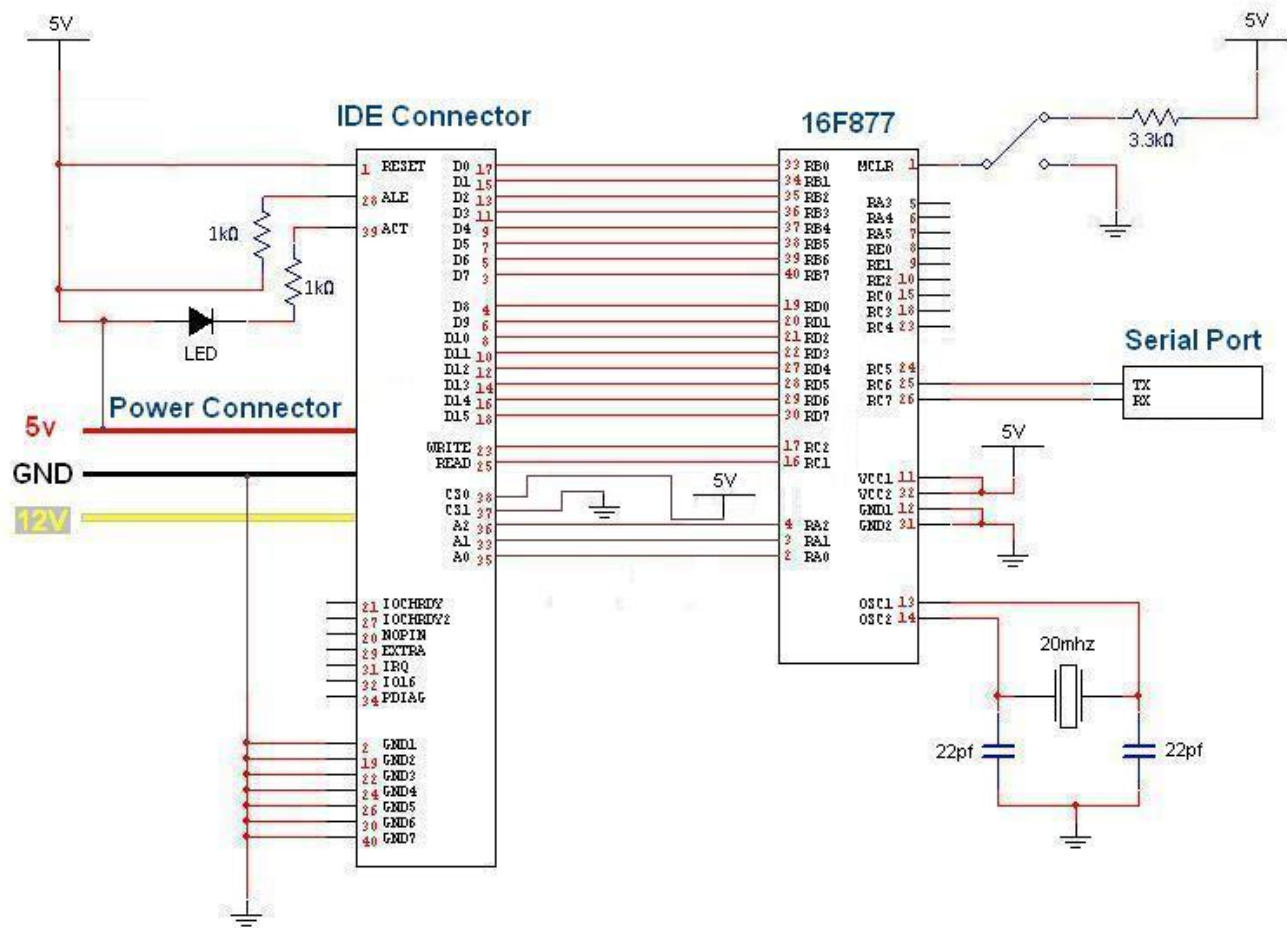 5V
5V
IDE Connector
16F877
3.3kΩ
1 RESET
28 ALE
39 ACT
1kΩ
1kΩ
LED
D0 17
D1 15
D2 13
D3 11
D4 9
D5 7
D6 5
D7 3
D8 4
D9 6
D10 8
D11 10
D12 12
D13 14
D14 16
D15 18
WRITE 23
READ 25
CS0 38
CS1 37
A2 36
A1 33
A0 35
5V
Power Connector
5v
GND
12V
21 IOCHRDY
27 IOCHRDY2
20 NOPIN
29 EXTRA
31 IRQ
32 IO16
34 PDIAG
2 GND1
19 GND2
22 GND3
24 GND4
26 GND5
30 GND6
40 GND7
33 RB0
34 RB1
35 RB2
36 RB3
37 RB4
38 RB5
39 RB6
40 RB7
19 RD0
20 RD1
21 RD2
22 RD3
27 RD4
28 RD5
29 RD6
30 RD7
17 RC2
16 RC1
4 RA2
3 RA1
2 RA0
MCLR 1
RA3 5
RA4 6
RA5 7
RE0 8
RE1 9
RE2 10
RC0 15
RC3 18
RC4 23
RC5 24
RC6 25
RC7 26
VCC1 11
VCC2 32
GND1 12
GND2 31
OSC1 13
OSC2 14
Serial Port
TX
RX
5V
20mhz
22pf
22pf